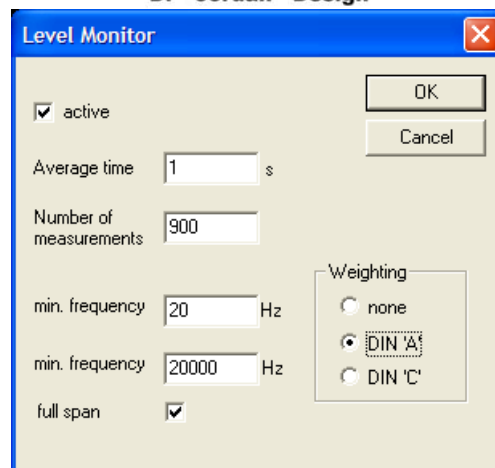 Level Monitor
OK
active
Cancel
Average time 1 s
Number of
measurements 900
Weighting
min. frequency 20 Hz
none
DIN 'A'
min. frequency 20000 Hz
DIN 'C'
full span